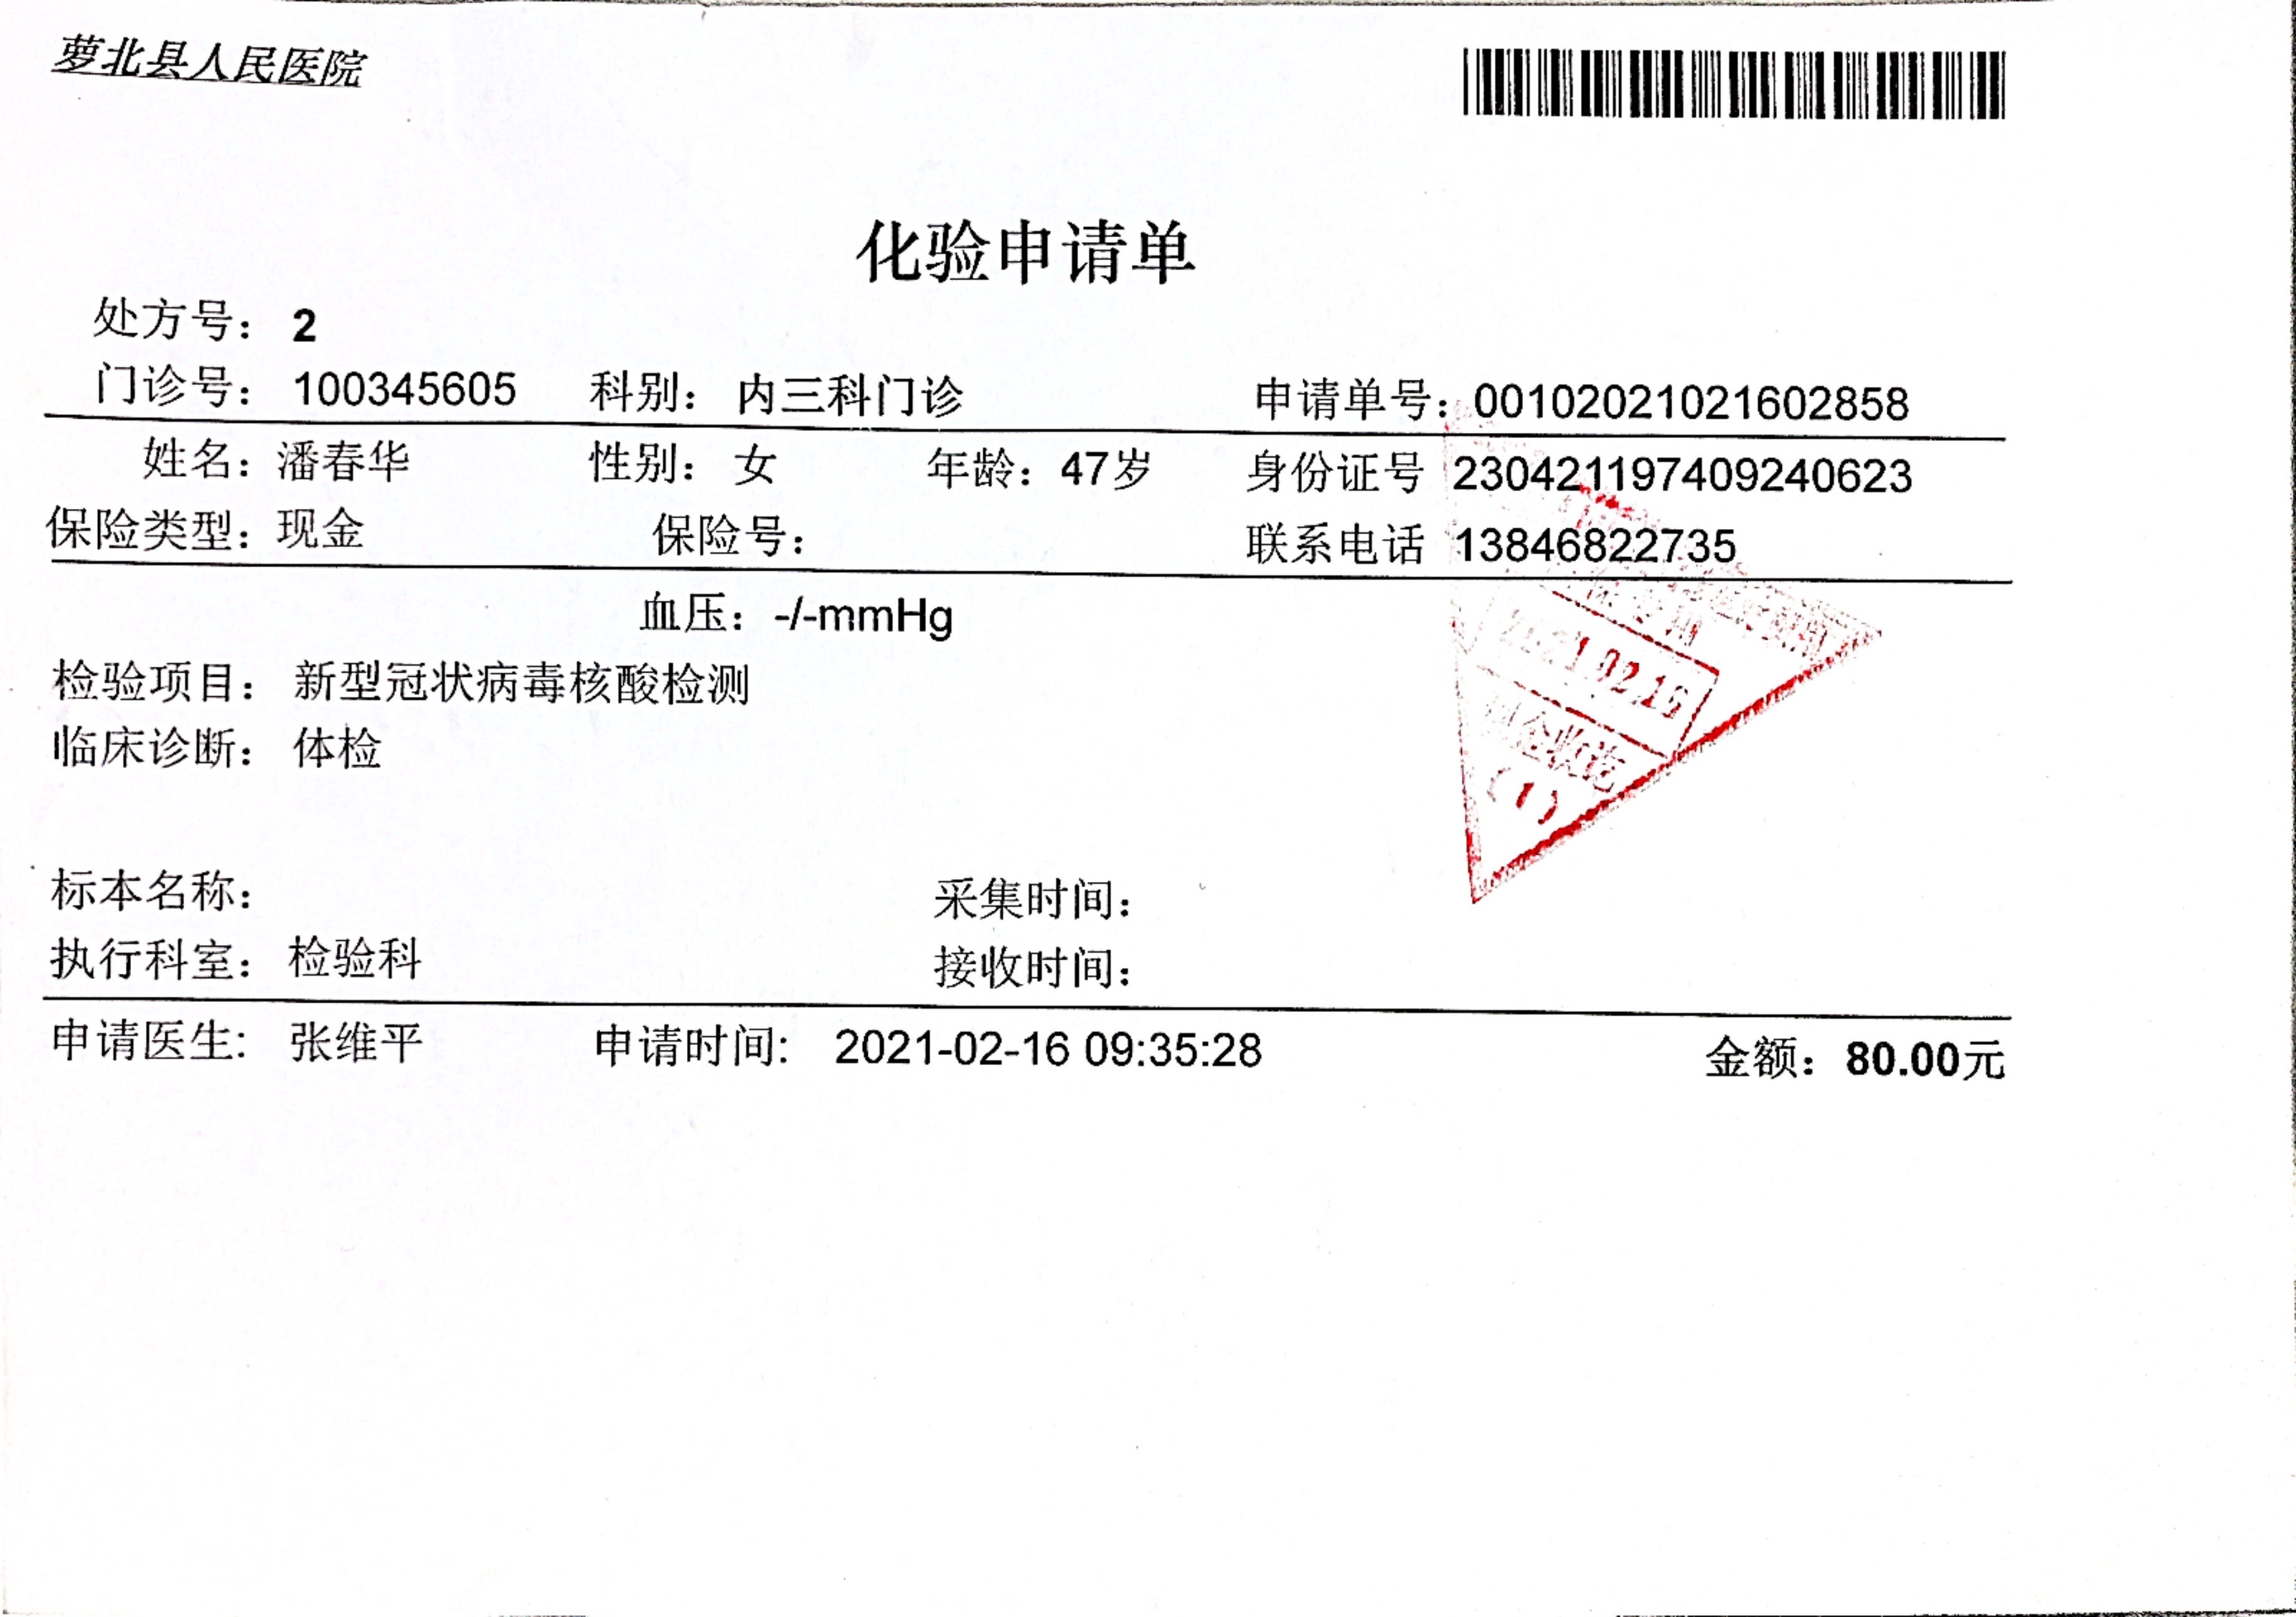 萝北县人民医院
化验申请单
处方号： 2
门诊号： 100345605 科别： 内三科门诊 申请单号： 00102021021602858
姓名： 潘春华 性别： 女 年龄： 47岁 身份证号 230421197409240623
保险类型： 现金 保险号： 联系电话 13846822735
血压： -/-mmHg
检验项目： 新型冠状病毒核酸检测
临床诊断： 体检
2021.02.16
现金收讫
(1)
标本名称： 采集时间：
执行科室： 检验科 接收时间：
申请医生： 张维平 申请时间： 2021-02-16 09:35:28 金额： 80.00元